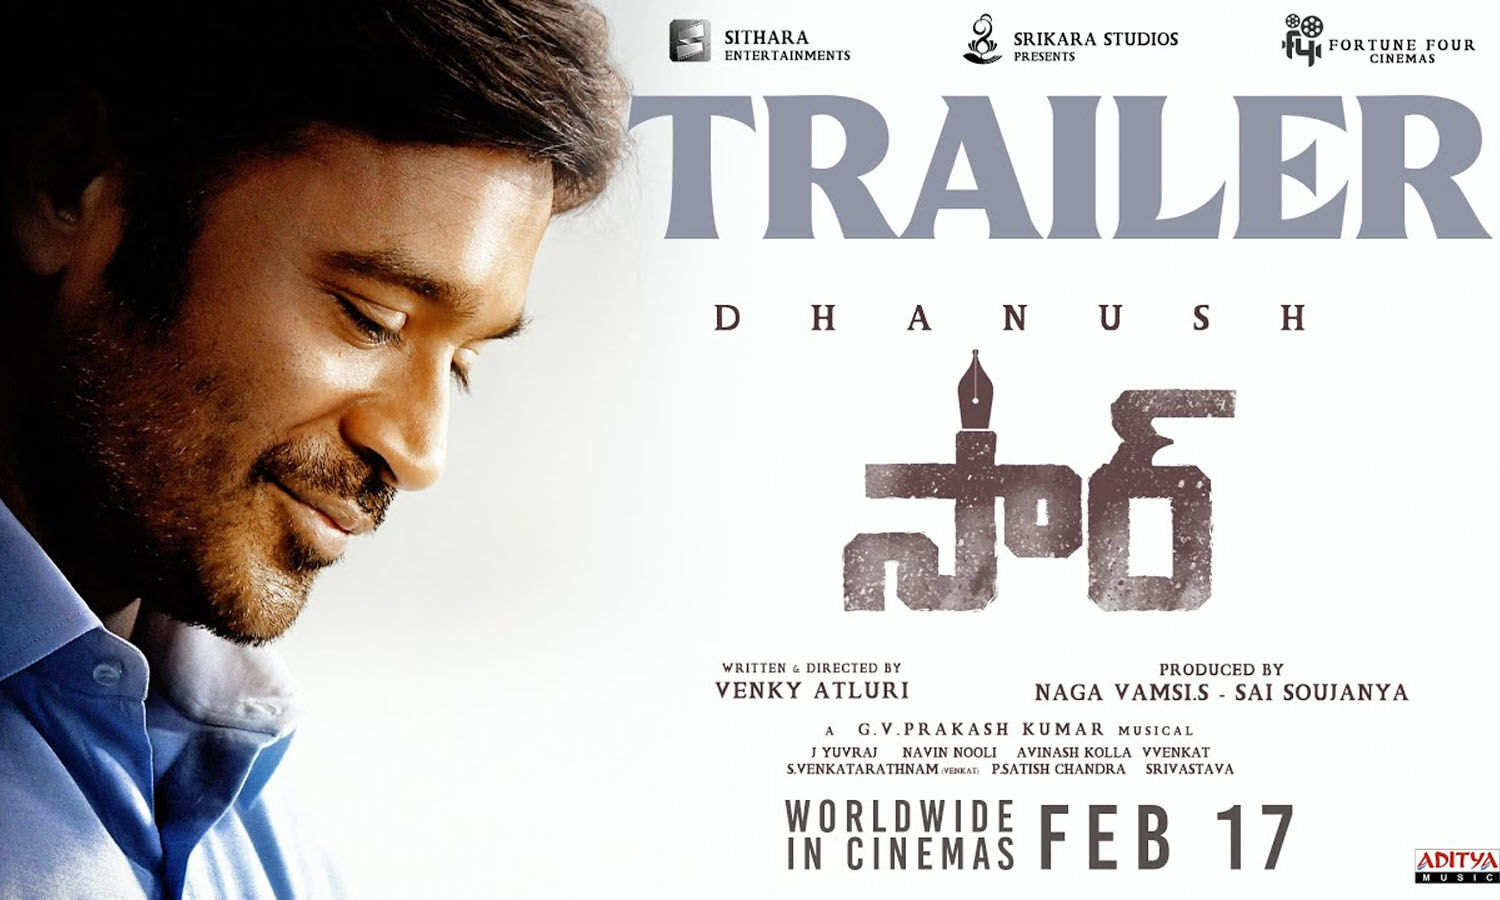 SITHARA
ENTERTAINMENTS
SRIKARA STUDIOS
PRESENTS
FORTUNE FOUR
CINEMAS
TRAILER
DHANUSH
సార్
WRITTEN & DIRECTED BY
VENKY ATLURI
PRODUCED BY
NAGA VAMSI.S - SAI SOUJANYA
A G.V.PRAKASH KUMAR MUSICAL
J YUVRAJ NAVIN NOOLI AVINASH KOLLA VVENKAT
S.VENKATARATHNAM (VENKAT) P.SATISH CHANDRA SRIVASTAVA
WORLDWIDE
IN CINEMAS
FEB 17
ADITYA
MUSIC